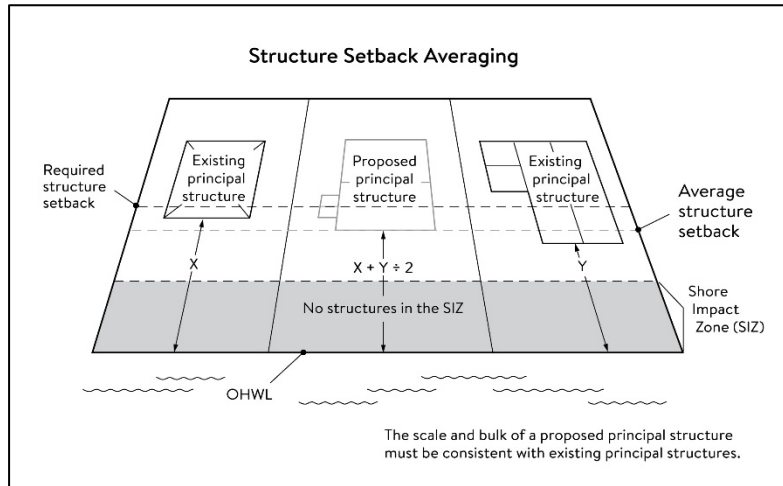 Structure Setback Averaging
Required
structure
setback
Existing
principal
structure
Proposed
principal
structure
Existing
principal
structure
Average
structure
setback
X
X + Y ÷ 2
Y
No structures in the SIZ
Shore
Impact
Zone (SIZ)
OHWL
The scale and bulk of a proposed principal structure
must be consistent with existing principal structures.